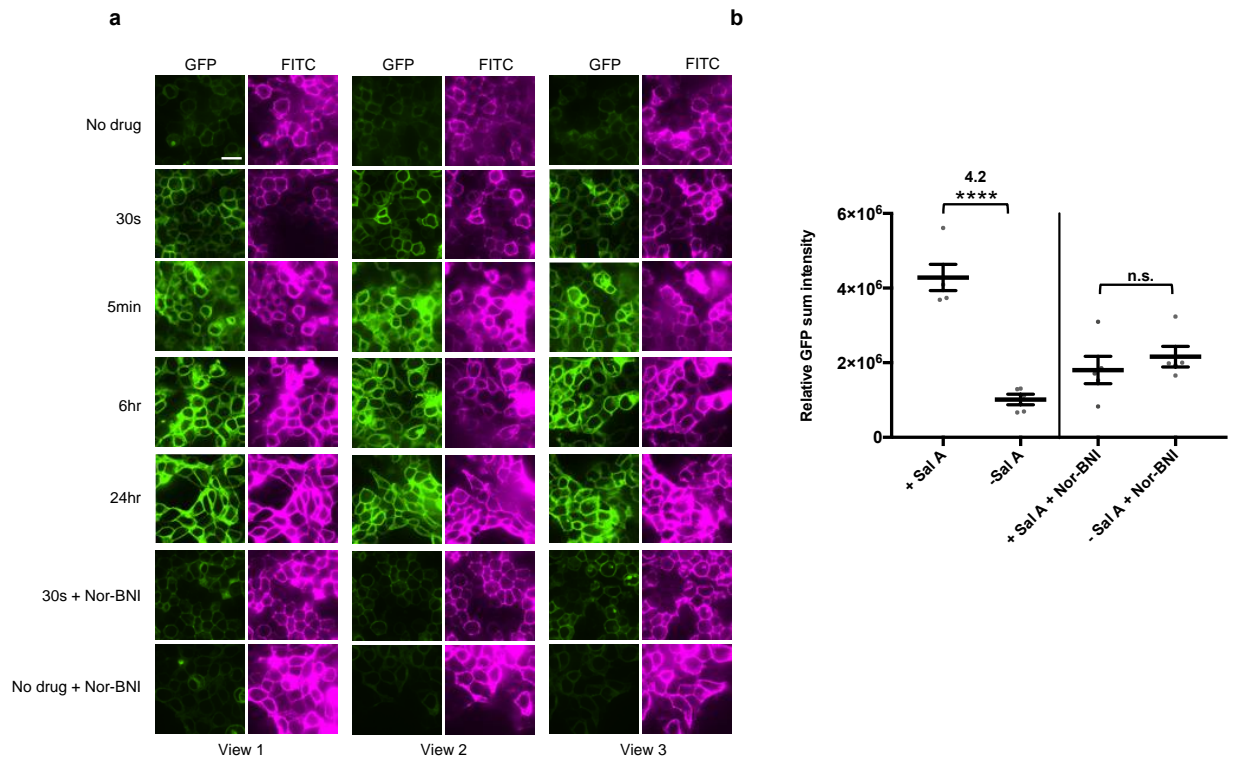 a
b
GFP FITC GFP FITC GFP FITC
No drug
30s
5min
6hr
24hr
30s + Nor-BNI
No drug + Nor-BNI
View 1 View 2 View 3
4.2
****
n.s.
Relative GFP sum intensity
6×10⁶
4×10⁶
2×10⁶
0
+ Sal A
-Sal A
+ Sal A + Nor-BNI
- Sal A + Nor-BNI